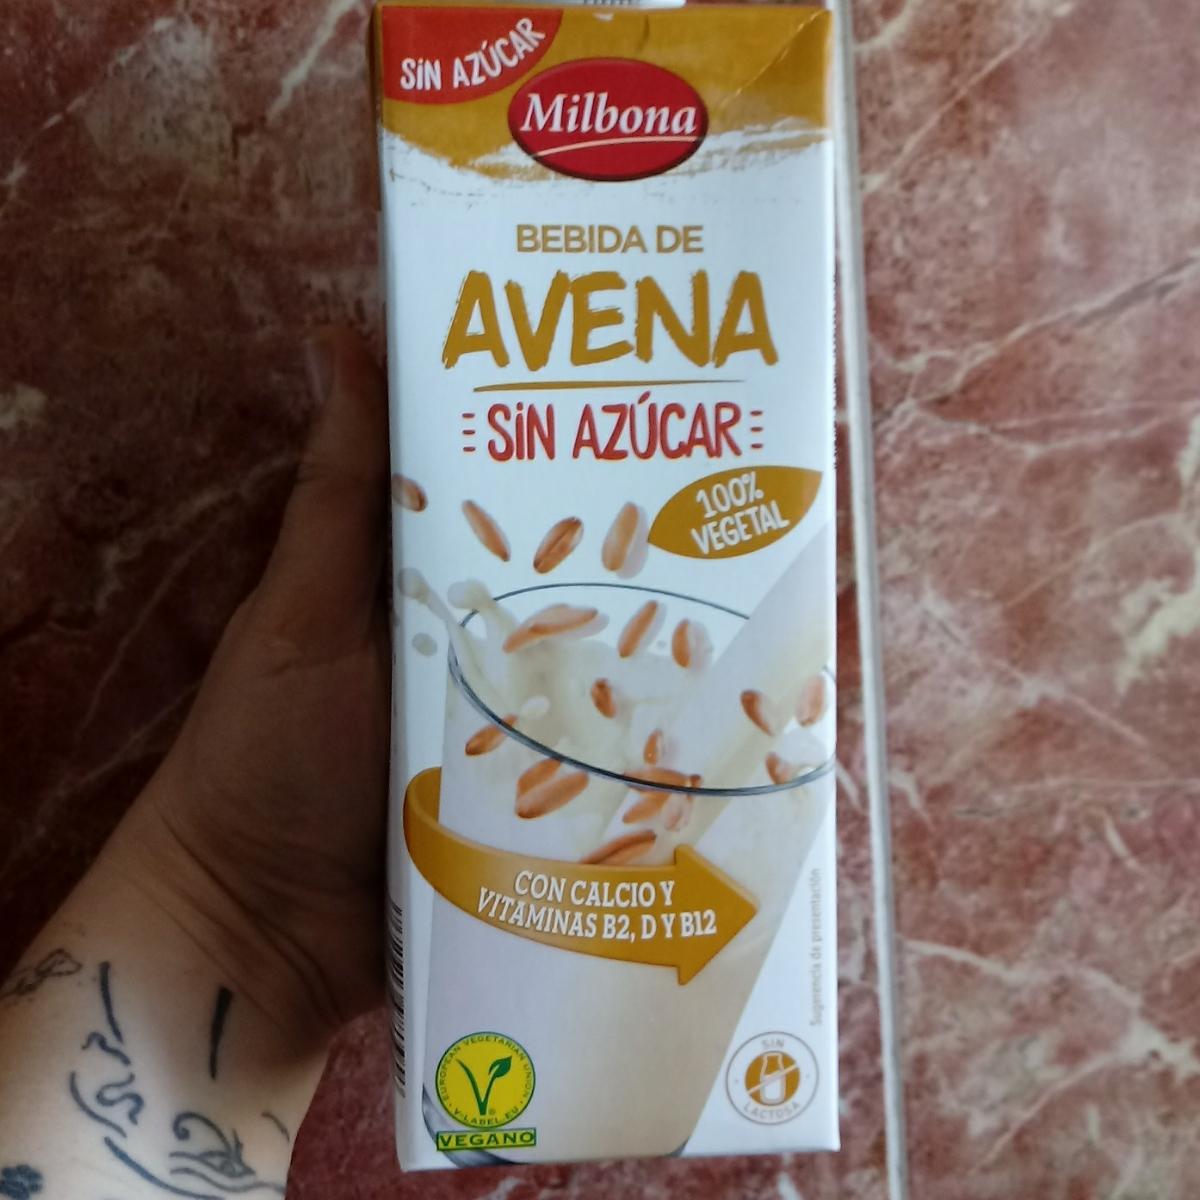 SIN AZÚCAR
Milbona
BEBIDA DE
AVENA
SIN AZÚCAR
100%
VEGETAL
CON CALCIO Y
VITAMINAS B2, D Y B12
Sugerencia de presentación
EUROPEAN VEGETARIAN UNION
V-LABEL.EU
VEGANO
SIN
LACTOSA